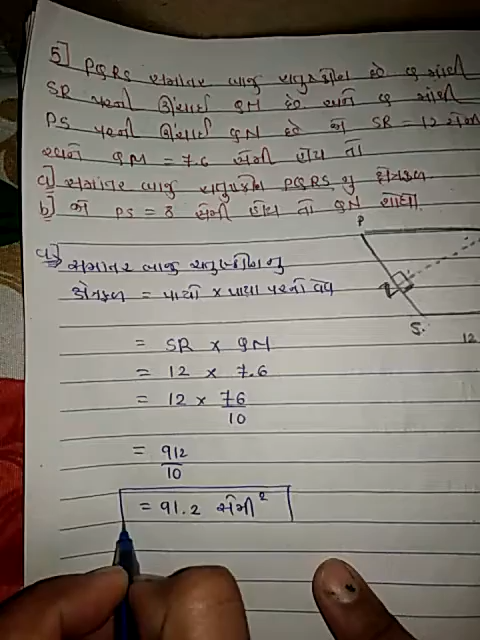 5] PQRS સમાંતર બાજુ ચતુષ્કોણ છે Q માંથી
SR પરની ઊંચાઈ QM છે અને Q માંથી
PS પરની ઊંચાઈ QN છે જો SR = 12 સેમી
અને QM = 7.6 સેમી હોય તો
a) સમાંતર બાજુ ચતુષ્કોણ PQRS નું ક્ષેત્રફળ
b) જો PS = 8 સેમી હોય તો QN શોધો.
P
a) સમાંતર બાજુ ચતુષ્કોણનું
ક્ષેત્રફળ = પાયો × પાયા પરનો વેધ
N
S
12
= SR × QM
= 12 × 7.6
= 12 × 76
10
= 912
10
= 91.2 સેમી²